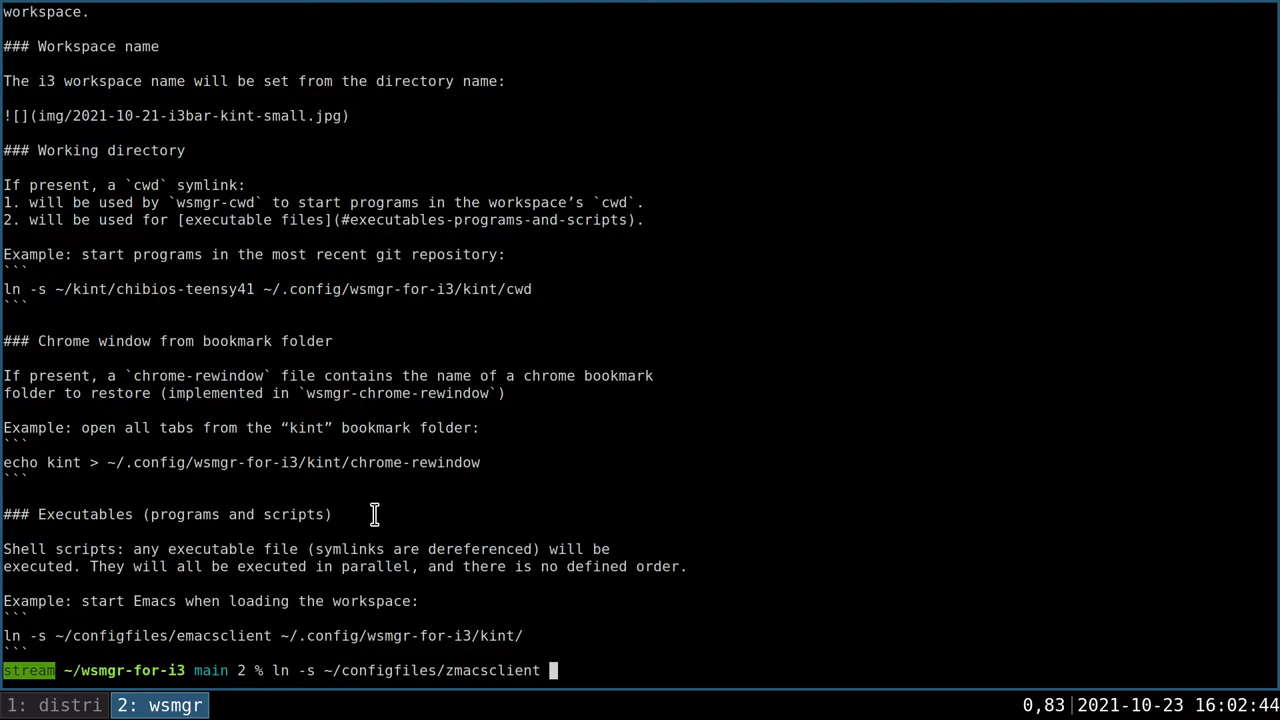 workspace.
### Workspace name
The i3 workspace name will be set from the directory name:
![](img/2021-10-21-i3bar-kint-small.jpg)
### Working directory
If present, a `cwd` symlink:
1. will be used by `wsmgr-cwd` to start programs in the workspace’s `cwd`.
2. will be used for [executable files](#executables-programs-and-scripts).
Example: start programs in the most recent git repository:
```
ln -s ~/kint/chibios-teensy41 ~/.config/wsmgr-for-i3/kint/cwd
```
### Chrome window from bookmark folder
If present, a `chrome-rewindow` file contains the name of a chrome bookmark
folder to restore (implemented in `wsmgr-chrome-rewindow`)
Example: open all tabs from the “kint” bookmark folder:
```
echo kint > ~/.config/wsmgr-for-i3/kint/chrome-rewindow
```
### Executables (programs and scripts)
Shell scripts: any executable file (symlinks are dereferenced) will be
executed. They will all be executed in parallel, and there is no defined order.
Example: start Emacs when loading the workspace:
```
ln -s ~/configfiles/emacsclient ~/.config/wsmgr-for-i3/kint/
```
stream ~/wsmgr-for-i3 main 2 % ln -s ~/configfiles/zmacsclient
1: distri 2: wsmgr 0,83|2021-10-23 16:02:44